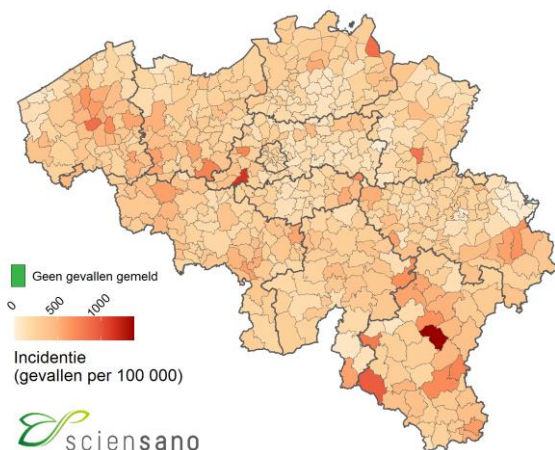 Geen gevallen gemeld
0 500 1000
Incidentie
(gevallen per 100 000)
sciensano